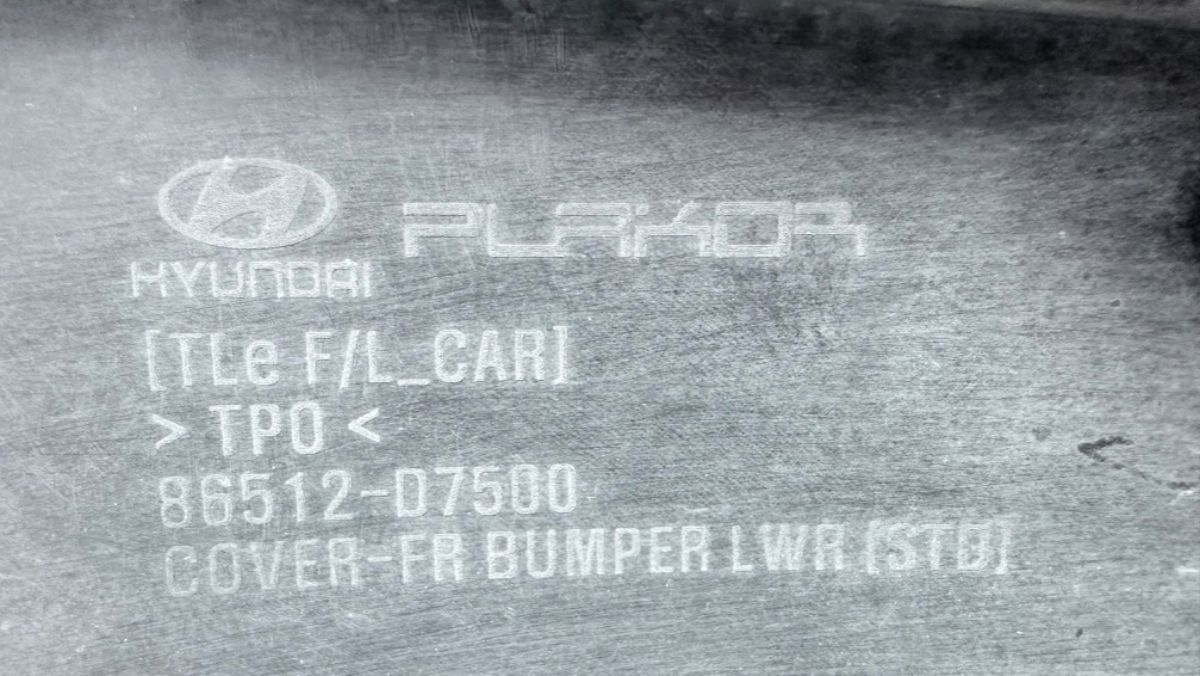 HYUNDAI PLAKOR
[TLe F/L_CAR]
> TPO <
86512-D7500
COVER-FR BUMPER LWR (STD)